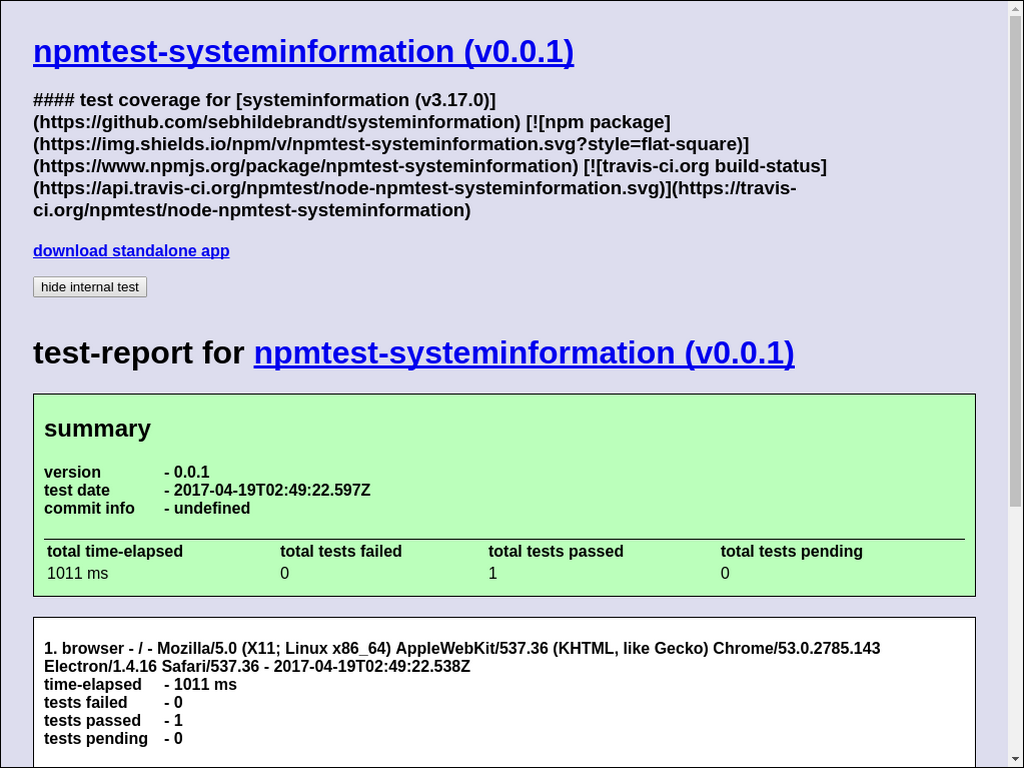 npmtest-systeminformation (v0.0.1)
#### test coverage for [systeminformation (v3.17.0)]
(https://github.com/sebhildebrandt/systeminformation) [![npm package]
(https://img.shields.io/npm/v/npmtest-systeminformation.svg?style=flat-square)]
(https://www.npmjs.org/package/npmtest-systeminformation) [![travis-ci.org build-status]
(https://api.travis-ci.org/npmtest/node-npmtest-systeminformation.svg)](https://travis-
ci.org/npmtest/node-npmtest-systeminformation)
download standalone app
hide internal test
test-report for npmtest-systeminformation (v0.0.1)
summary
version - 0.0.1
test date - 2017-04-19T02:49:22.597Z
commit info - undefined
total time-elapsed total tests failed total tests passed total tests pending
1011 ms 0 1 0
1. browser - / - Mozilla/5.0 (X11; Linux x86_64) AppleWebKit/537.36 (KHTML, like Gecko) Chrome/53.0.2785.143
Electron/1.4.16 Safari/537.36 - 2017-04-19T02:49:22.538Z
time-elapsed - 1011 ms
tests failed - 0
tests passed - 1
tests pending - 0